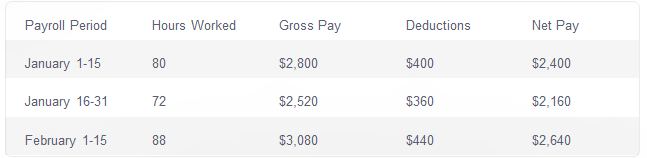 Payroll Period Hours Worked Gross Pay Deductions Net Pay
January 1-15 80 $2,800 $400 $2,400
January 16-31 72 $2,520 $360 $2,160
February 1-15 88 $3,080 $440 $2,640